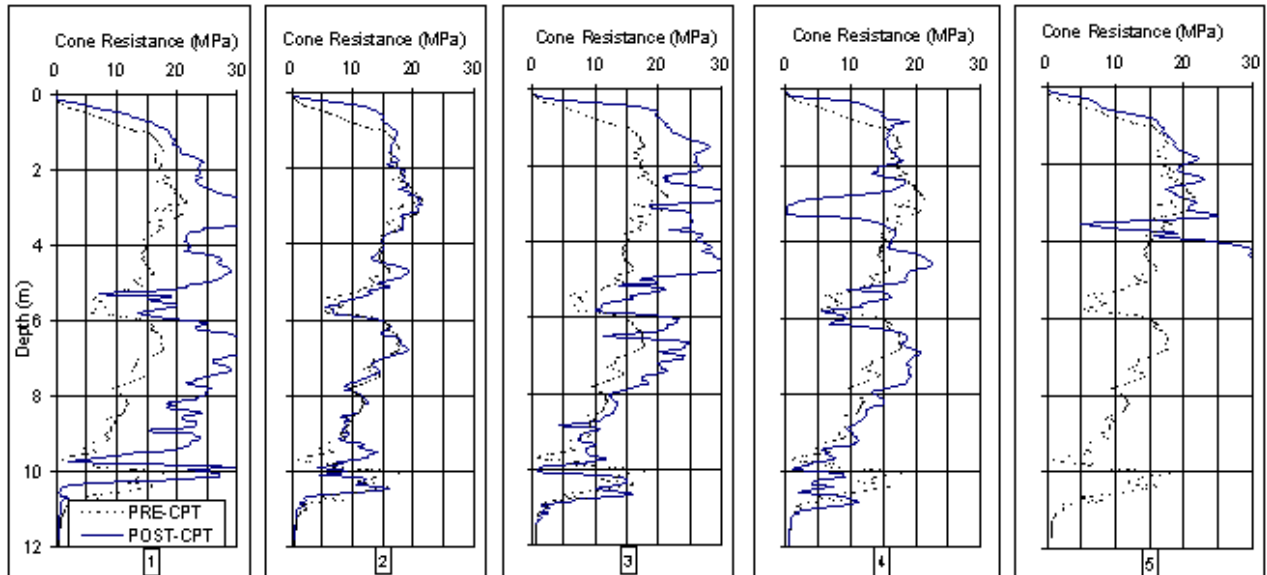 Cone Resistance (MPa)
0 10 20 30
Cone Resistance (MPa)
0 10 20 30
Cone Resistance (MPa)
0 10 20 30
Cone Resistance (MPa)
0 10 20 30
Cone Resistance (MPa)
0 10 20 30
0
2
4
6
8
10
12
Depth (m)
PRE-CPT
POST-CPT
1
2
3
4
5